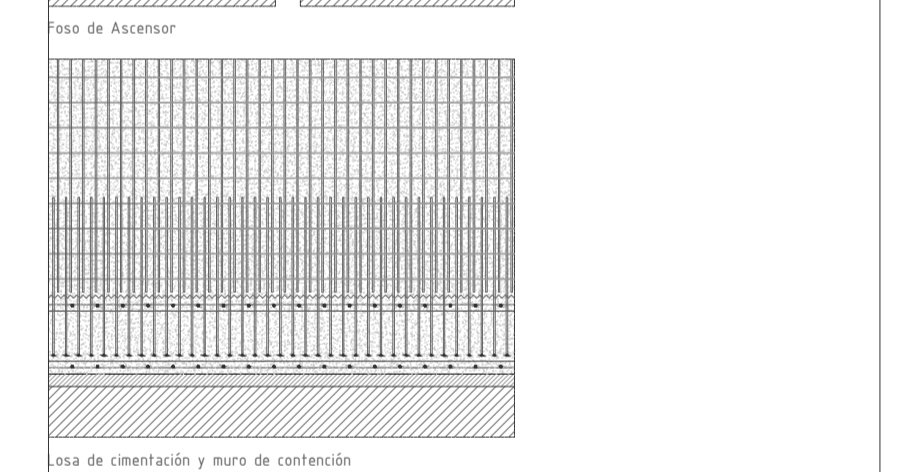 Foso de Ascensor
Losa de cimentación y muro de contención